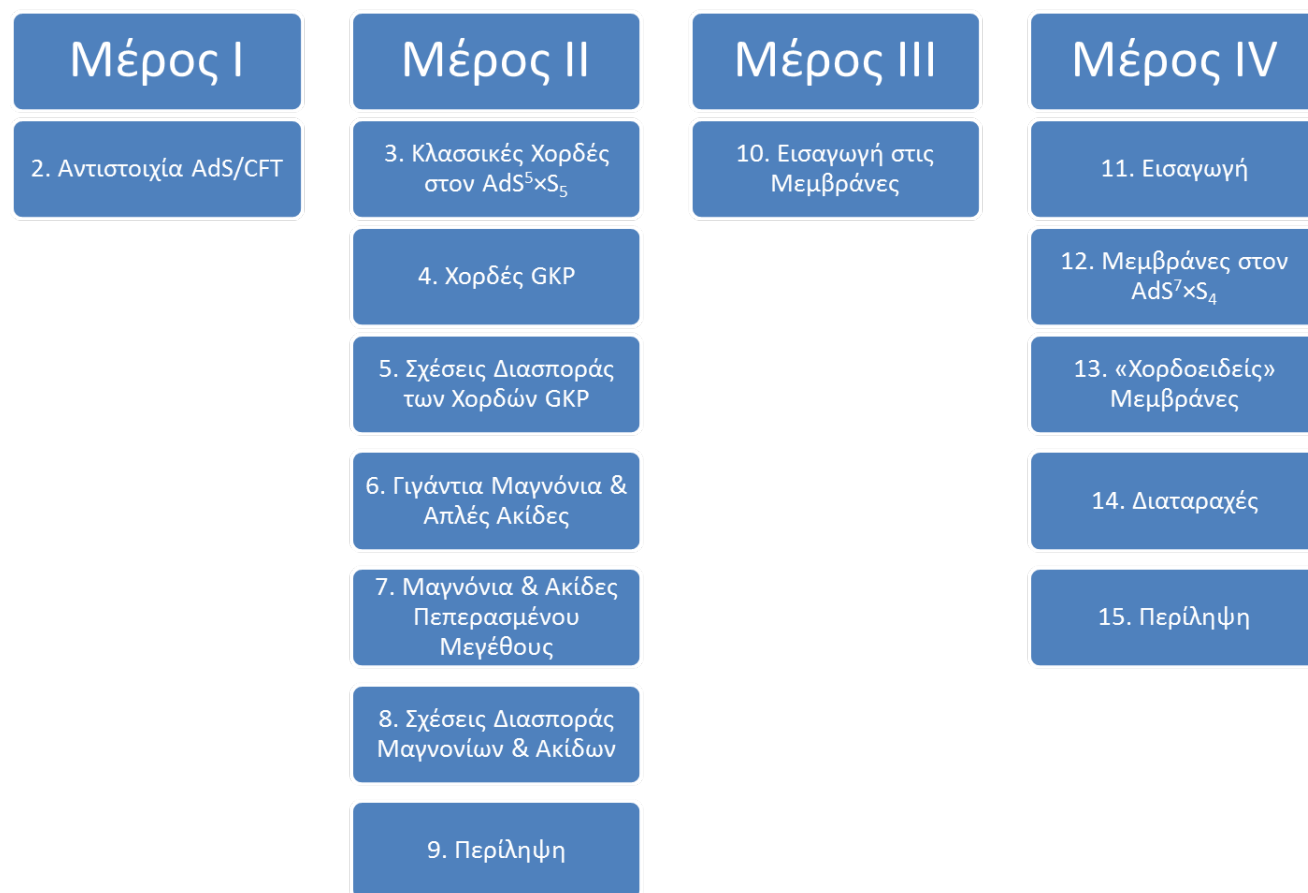 Μέρος I
2. Αντιστοιχία AdS/CFT
Μέρος II
3. Κλασσικές Χορδές
στον AdS⁵×S₅
4. Χορδές GKP
5. Σχέσεις Διασποράς
των Χορδών GKP
6. Γιγάντια Μαγνόνια &
Απλές Ακίδες
7. Μαγνόνια & Ακίδες
Πεπερασμένου
Μεγέθους
8. Σχέσεις Διασποράς
Μαγνονίων & Ακίδων
9. Περίληψη
Μέρος III
10. Εισαγωγή στις
Μεμβράνες
Μέρος IV
11. Εισαγωγή
12. Μεμβράνες στον
AdS⁷×S₄
13. «Χορδοειδείς»
Μεμβράνες
14. Διαταραχές
15. Περίληψη